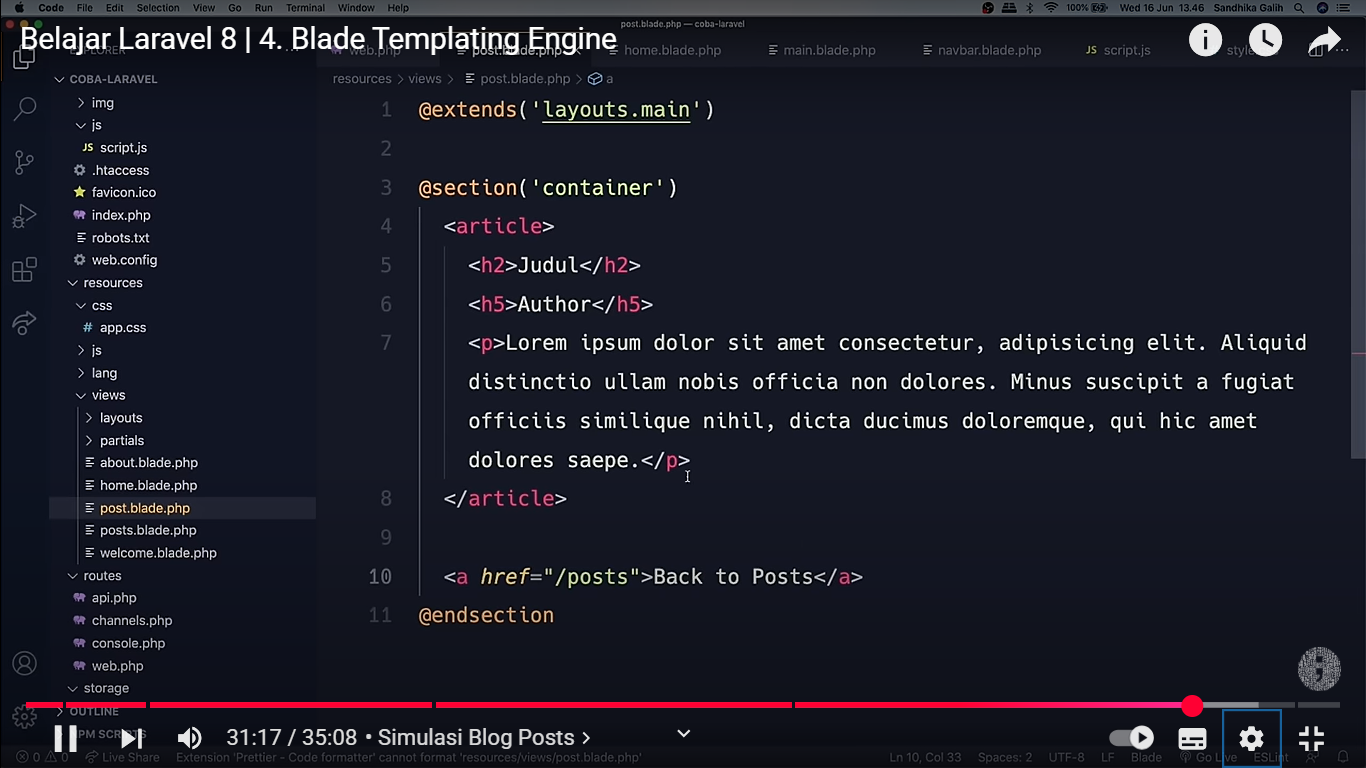 Code File Edit Selection View Go Run Terminal Window Help 100% Wed 16 Jun 13.46 Sandhika Galih
post.blade.php — coba-laravel
Belajar Laravel 8 | 4. Blade Templating Engine
EXPLORER web.php post.blade.php home.blade.php main.blade.php navbar.blade.php JS script.js style
COBA-LARAVEL
resources > views > post.blade.php > a
img
js
JS script.js
.htaccess
favicon.ico
index.php
robots.txt
web.config
resources
css
# app.css
js
lang
views
layouts
partials
about.blade.php
home.blade.php
post.blade.php
posts.blade.php
welcome.blade.php
routes
api.php
channels.php
console.php
web.php
storage
OUTLINE
NPM SCRIPTS
1 @extends('layouts.main')
2
3 @section('container')
4 <article>
5 <h2>Judul</h2>
6 <h5>Author</h5>
7 <p>Lorem ipsum dolor sit amet consectetur, adipisicing elit. Aliquid
distinctio ullam nobis officia non dolores. Minus suscipit a fugiat
officiis similique nihil, dicta ducimus doloremque, qui hic amet
dolores saepe.</p>
8 </article>
9
10 <a href="/posts">Back to Posts</a>
11 @endsection
31:17 / 35:08 • Simulasi Blog Posts >
0 0 Live Share Extension 'Prettier - Code formatter' cannot format 'resources/views/post.blade.php' Ln 10, Col 33 Spaces: 2 UTF-8 LF Blade Go Live ESLint